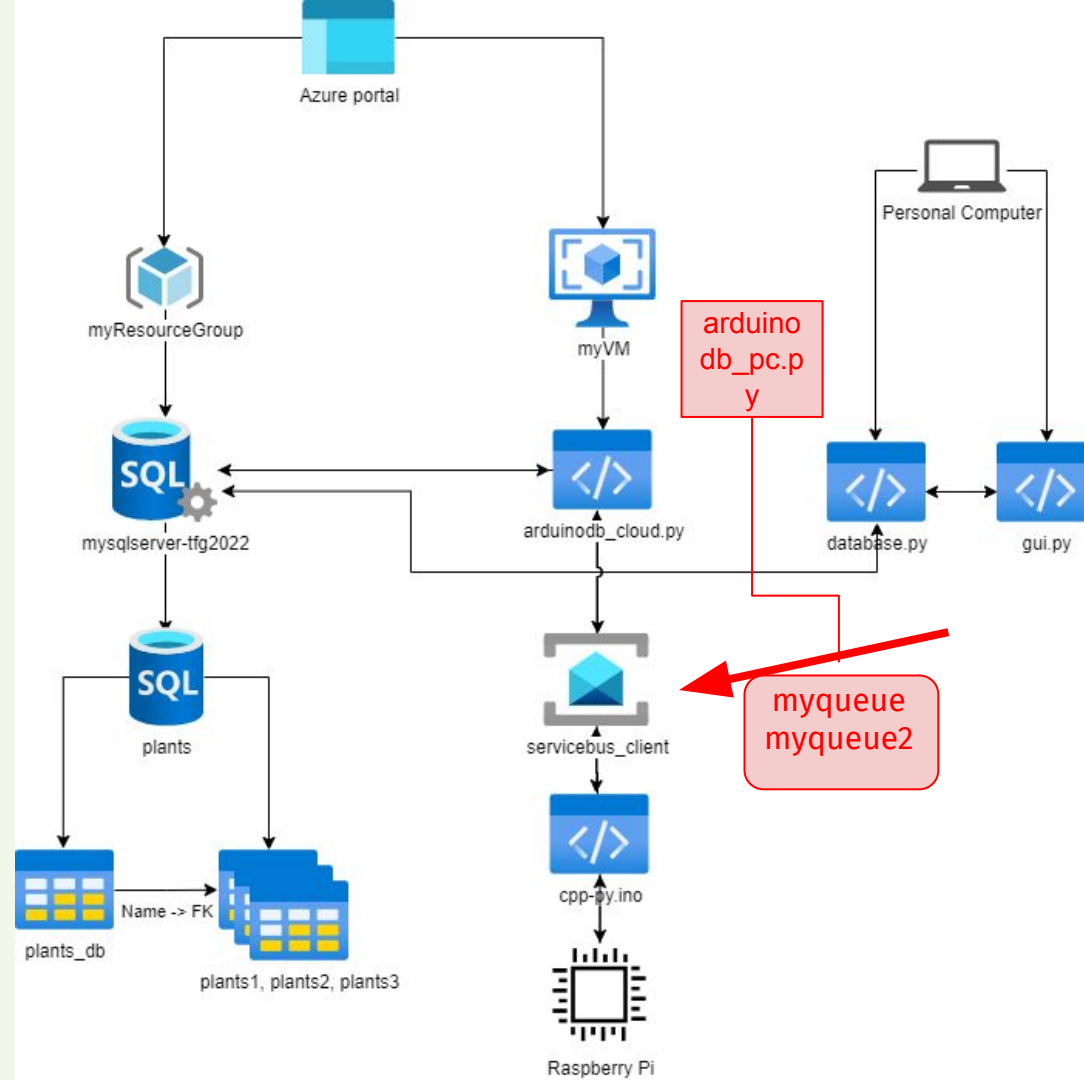 Azure portal
Personal Computer
myResourceGroup
myVM
arduino
db_pc.p
y
SQL
mysqlserver-tfg2022
arduinodb_cloud.py
database.py
gui.py
SQL
plants
servicebus_client
myqueue
myqueue2
Name -> FK
plants_db
plants1, plants2, plants3
cpp-py.ino
Raspberry Pi